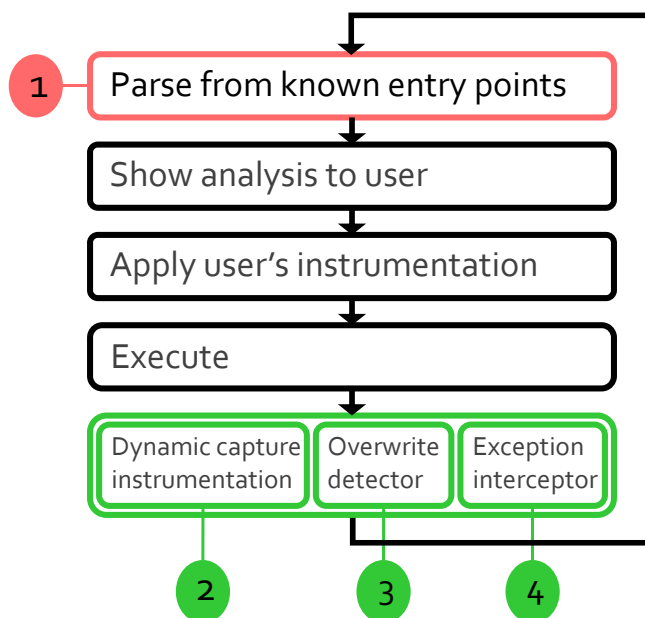 1
Parse from known entry points
Show analysis to user
Apply user’s instrumentation
Execute
Dynamic capture
instrumentation
Overwrite
detector
Exception
interceptor
2
3
4